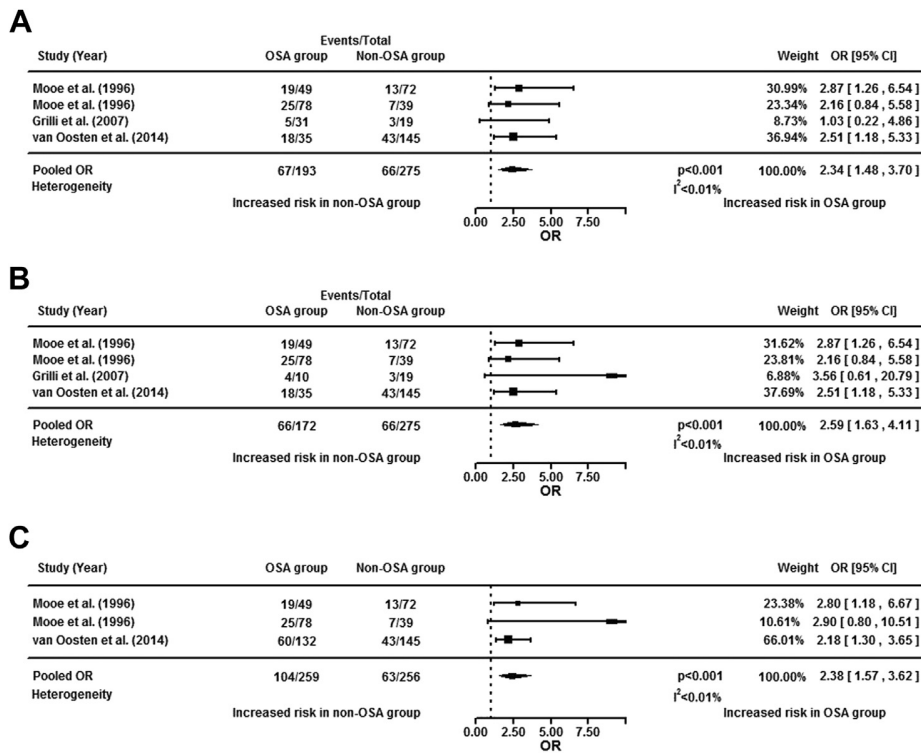 A
Events/Total
Study (Year) OSA group Non-OSA group Weight OR [95% CI]
Mooe et al. (1996) 19/49 13/72 30.99% 2.87 [ 1.26 , 6.54 ]
Mooe et al. (1996) 25/78 7/39 23.34% 2.16 [ 0.84 , 5.58 ]
Grilli et al. (2007) 5/31 3/19 8.73% 1.03 [ 0.22 , 4.86 ]
van Oosten et al. (2014) 18/35 43/145 36.94% 2.51 [ 1.18 , 5.33 ]
Pooled OR 67/193 66/275 p<0.001 100.00% 2.34 [ 1.48 , 3.70 ]
Heterogeneity I²<0.01%
Increased risk in non-OSA group Increased risk in OSA group
0.00 2.50 5.00 7.50
OR
B
Events/Total
Study (Year) OSA group Non-OSA group Weight OR [95% CI]
Mooe et al. (1996) 19/49 13/72 31.62% 2.87 [ 1.26 , 6.54 ]
Mooe et al. (1996) 25/78 7/39 23.81% 2.16 [ 0.84 , 5.58 ]
Grilli et al. (2007) 4/10 3/19 6.88% 3.56 [ 0.61 , 20.79 ]
van Oosten et al. (2014) 18/35 43/145 37.69% 2.51 [ 1.18 , 5.33 ]
Pooled OR 66/172 66/275 p<0.001 100.00% 2.59 [ 1.63 , 4.11 ]
Heterogeneity I²<0.01%
Increased risk in non-OSA group Increased risk in OSA group
0.00 2.50 5.00 7.50
OR
C
Study (Year) OSA group Non-OSA group Weight OR [95% CI]
Mooe et al. (1996) 19/49 13/72 23.38% 2.80 [ 1.18 , 6.67 ]
Mooe et al. (1996) 25/78 7/39 10.61% 2.90 [ 0.80 , 10.51 ]
van Oosten et al. (2014) 60/132 43/145 66.01% 2.18 [ 1.30 , 3.65 ]
Pooled OR 104/259 63/256 p<0.001 100.00% 2.38 [ 1.57 , 3.62 ]
Heterogeneity I²<0.01%
Increased risk in non-OSA group Increased risk in OSA group
0.00 2.50 5.00 7.50
OR